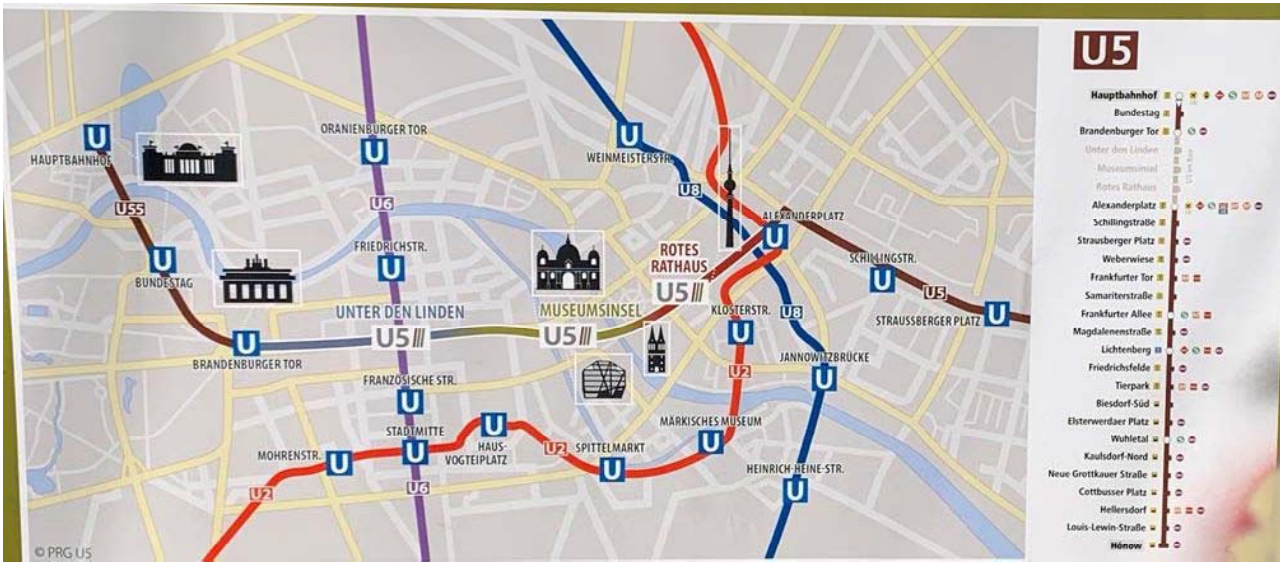 U
HAUPTBAHNHOF
U55
U
BUNDESTAG
U
BRANDENBURGER TOR
ORANIENBURGER TOR
U
U6
FRIEDRICHSTR.
U
UNTER DEN LINDEN
U5
FRANZÖSISCHE STR.
U
STADTMITTE
U
U6
MOHRENSTR.
U
U2
U
HAUS-
VOGTEIPLATZ
U2
SPITTELMARKT
U
MÄRKISCHES MUSEUM
U
MUSEUMSINSEL
U5
ROTES
RATHAUS
U5
U
WEINMEISTERSTR.
U8
ALEXANDERPLATZ
U
KLOSTERSTR.
U
U2
U8
JANNOWITZBRÜCKE
U
HEINRICH-HEINE-STR.
U
SCHILLINGSTR.
U
U5
STRAUSSBERGER PLATZ
U
© PRG U5
U5
Hauptbahnhof
Bundestag
Brandenburger Tor
Unter den Linden
Museumsinsel
Rotes Rathaus
Alexanderplatz
Schillingstraße
Strausberger Platz
Weberwiese
Frankfurter Tor
Samariterstraße
Frankfurter Allee
Magdalenenstraße
Lichtenberg
Friedrichsfelde
Tierpark
Biesdorf-Süd
Elsterwerdaer Platz
Wuhletal
Kaulsdorf-Nord
Neue Grottkauer Straße
Cottbusser Platz
Hellersdorf
Louis-Lewin-Straße
Hönow